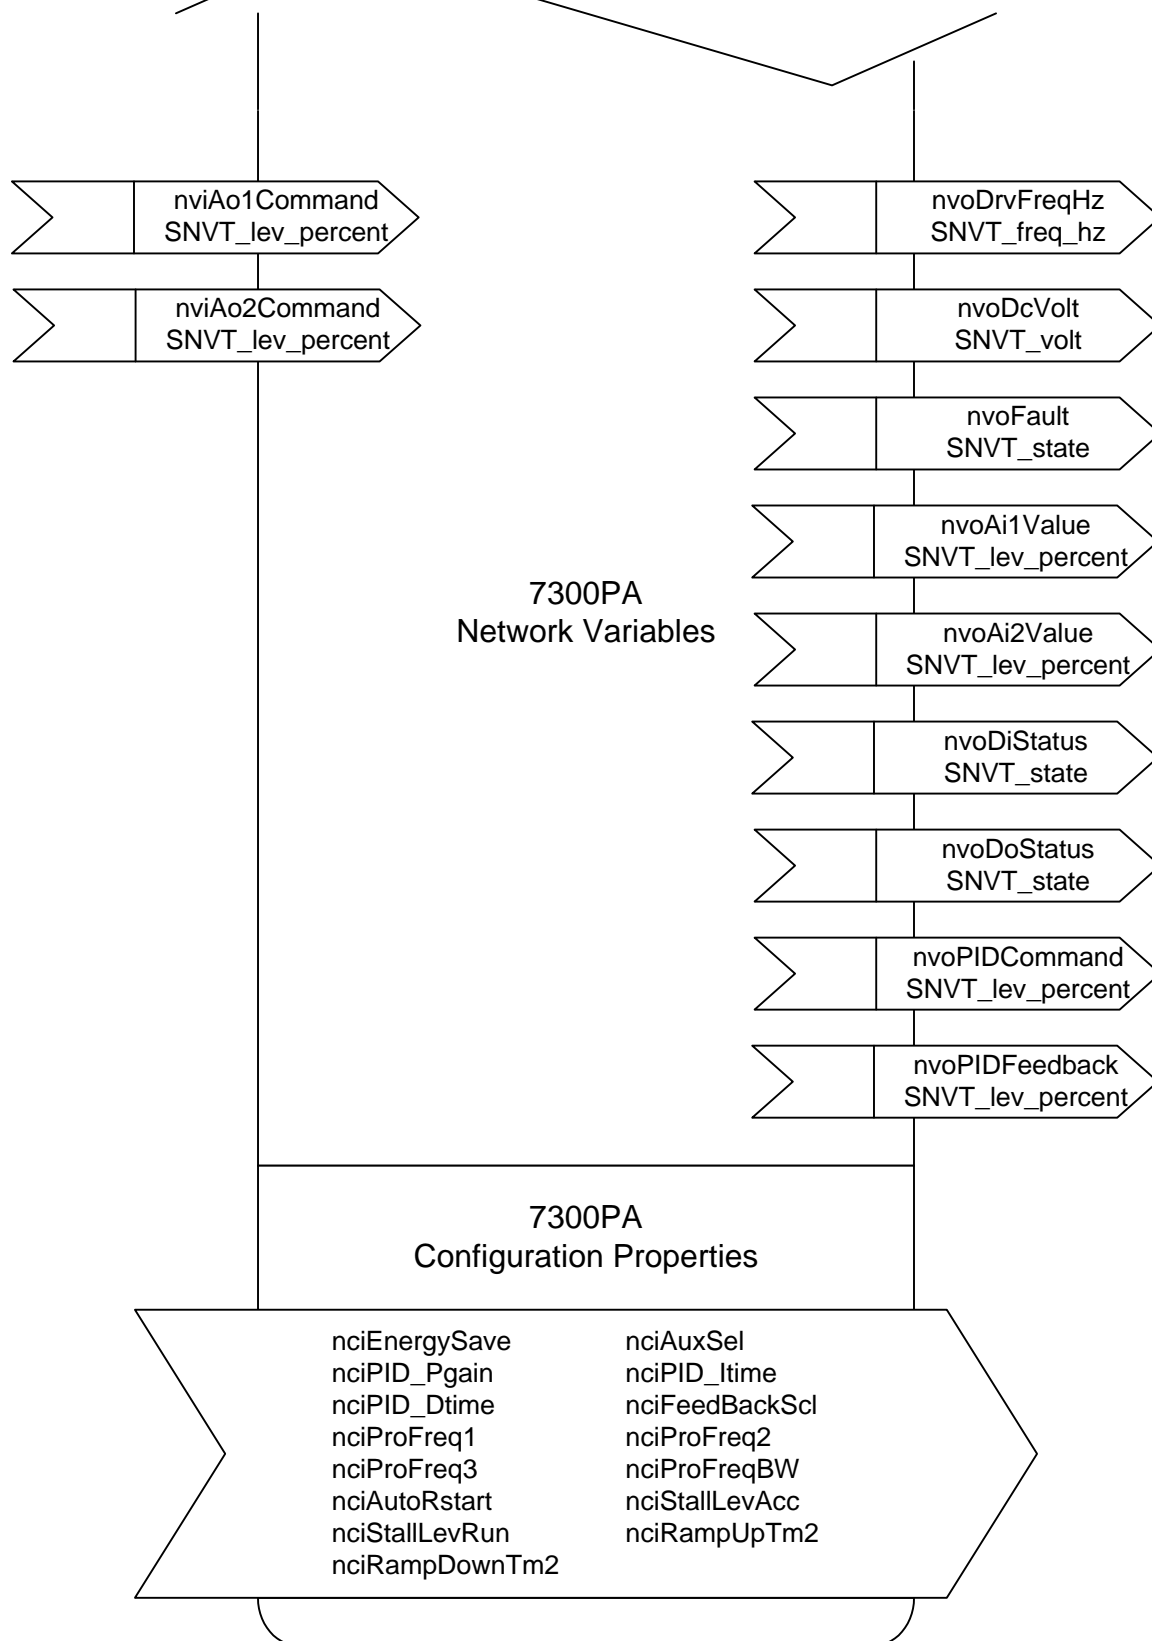 nviAo1Command
SNVT_lev_percent
nviAo2Command
SNVT_lev_percent
nvoDrvFreqHz
SNVT_freq_hz
nvoDcVolt
SNVT_volt
nvoFault
SNVT_state
nvoAi1Value
SNVT_lev_percent
nvoAi2Value
SNVT_lev_percent
nvoDiStatus
SNVT_state
nvoDoStatus
SNVT_state
nvoPIDCommand
SNVT_lev_percent
nvoPIDFeedback
SNVT_lev_percent
7300PA
Network Variables
7300PA
Configuration Properties
nciEnergySave nciAuxSel
nciPID_Pgain nciPID_Itime
nciPID_Dtime nciFeedBackScl
nciProFreq1 nciProFreq2
nciProFreq3 nciProFreqBW
nciAutoRstart nciStallLevAcc
nciStallLevRun nciRampUpTm2
nciRampDownTm2